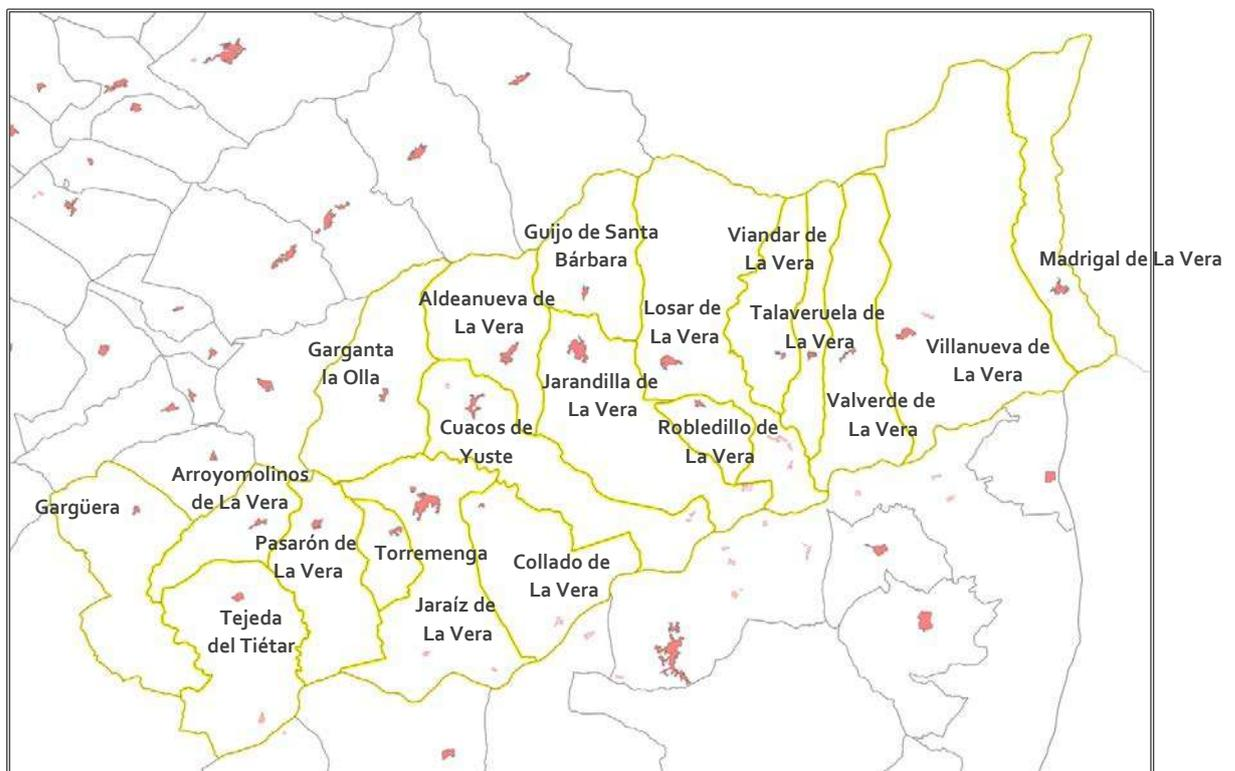 Guijo de Santa
Bárbara
Viandar de
La Vera
Madrigal de La Vera
Aldeanueva de
La Vera
Losar de
La Vera
Talaveruela de
La Vera
Garganta
la Olla
Villanueva de
La Vera
Jarandilla de
La Vera
Valverde de
La Vera
Cuacos de
Yuste
Robledillo de
La Vera
Arroyomolinos
de La Vera
Gargüera
Pasarón de
La Vera
Torremenga
Collado de
La Vera
Jaraíz de
La Vera
Tejeda
del Tiétar